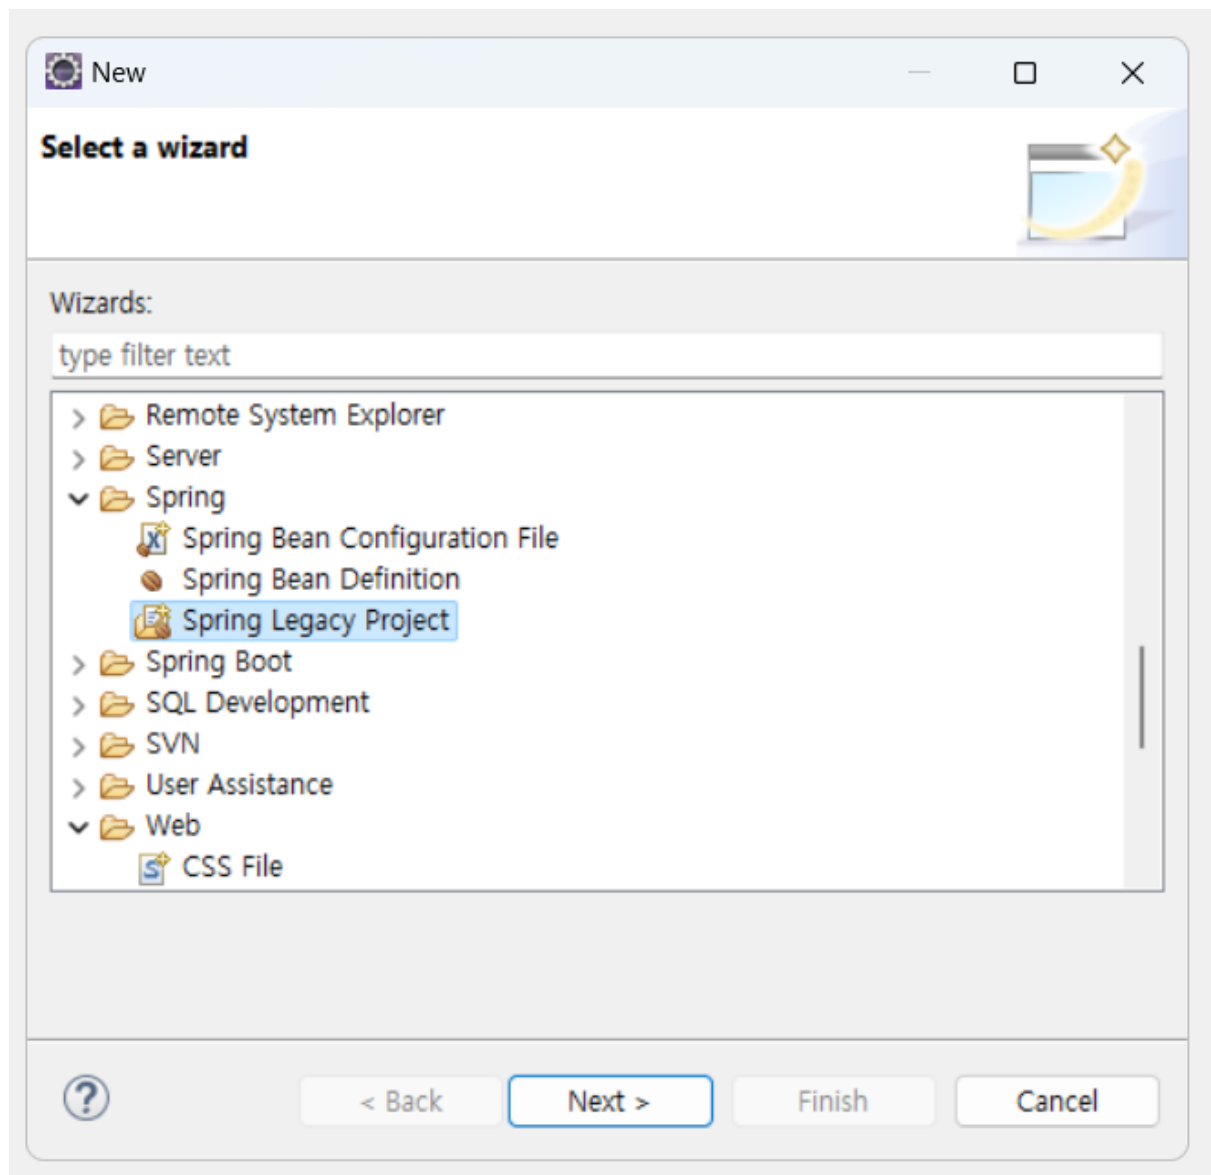 New
Select a wizard
Wizards:
type filter text
Remote System Explorer
Server
Spring
Spring Bean Configuration File
Spring Bean Definition
Spring Legacy Project
Spring Boot
SQL Development
SVN
User Assistance
Web
CSS File
? < Back Next > Finish Cancel